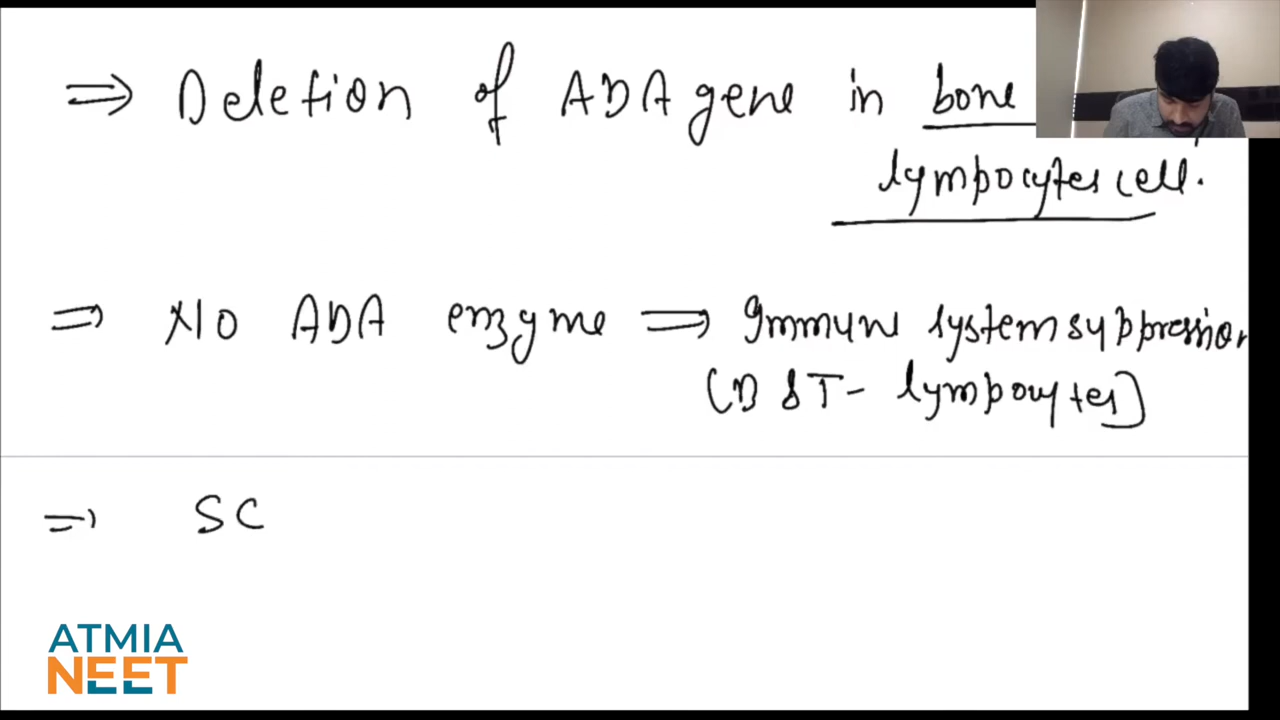 ⇒ Deletion of ADA gene in bone
lympocytes cell.
⇒ No ADA enzyme ⇒ Immune system suppression
(B & T- lympocytes)
⇒ SC
ATMIA
NEET